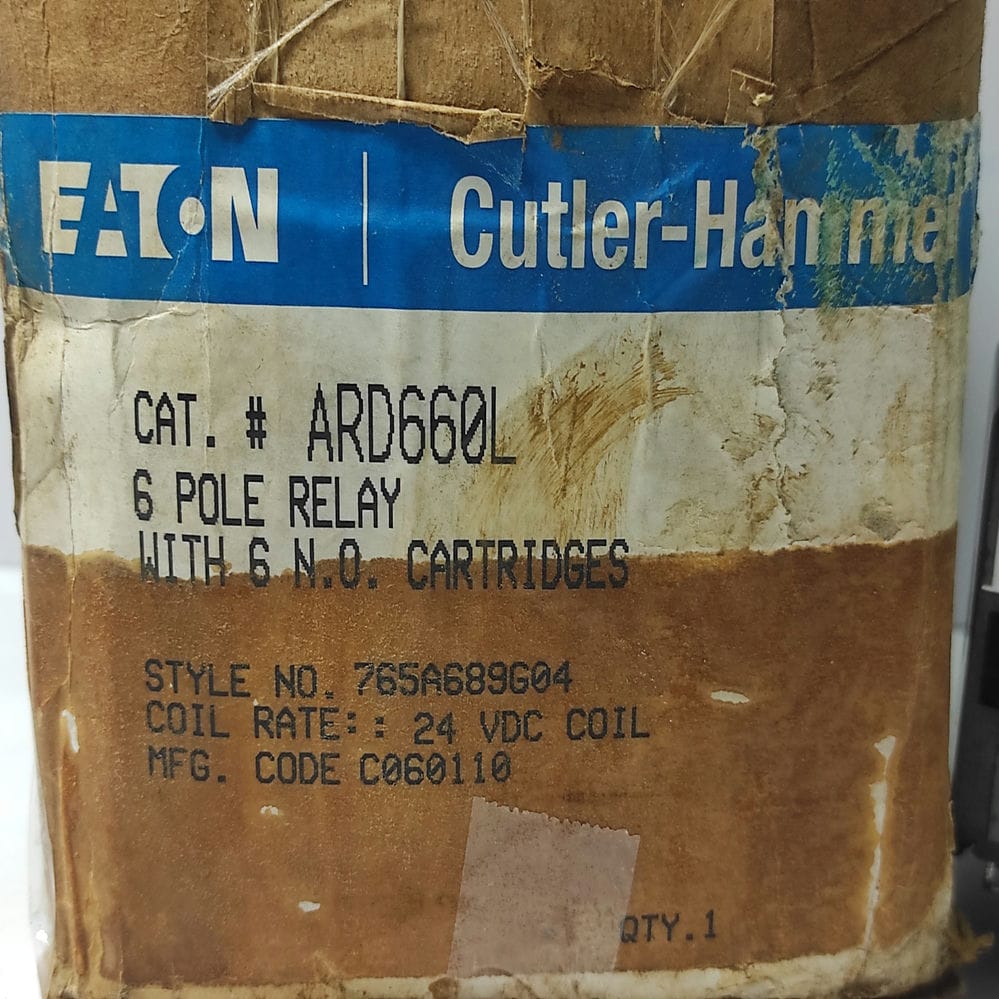 EATON | Cutler-Hammer
CAT. # ARD660L
6 POLE RELAY
WITH 6 N.O. CARTRIDGES
STYLE NO. 765A689G04
COIL RATE: : 24 VDC COIL
MFG. CODE C060110
QTY.1